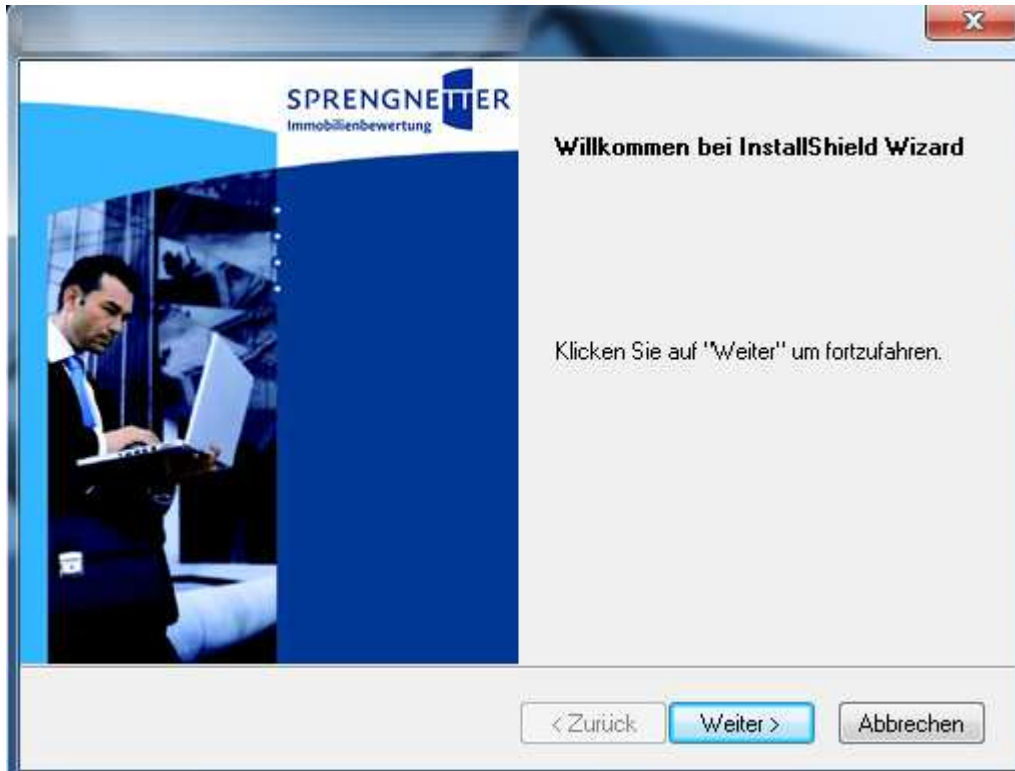 SPRENGNETTER
Immobilienbewertung
Willkommen bei InstallShield Wizard
Klicken Sie auf "Weiter" um fortzufahren.
< Zurück
Weiter >
Abbrechen